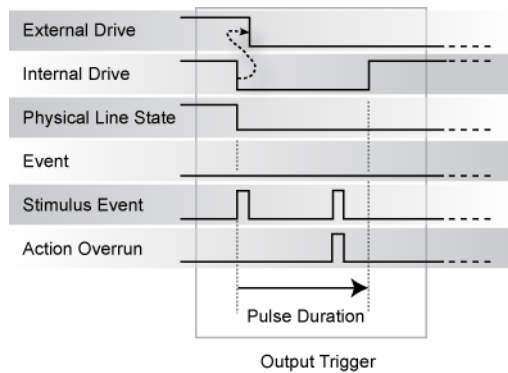 External Drive
Internal Drive
Physical Line State
Event
Stimulus Event
Action Overrun
Pulse Duration
Output Trigger